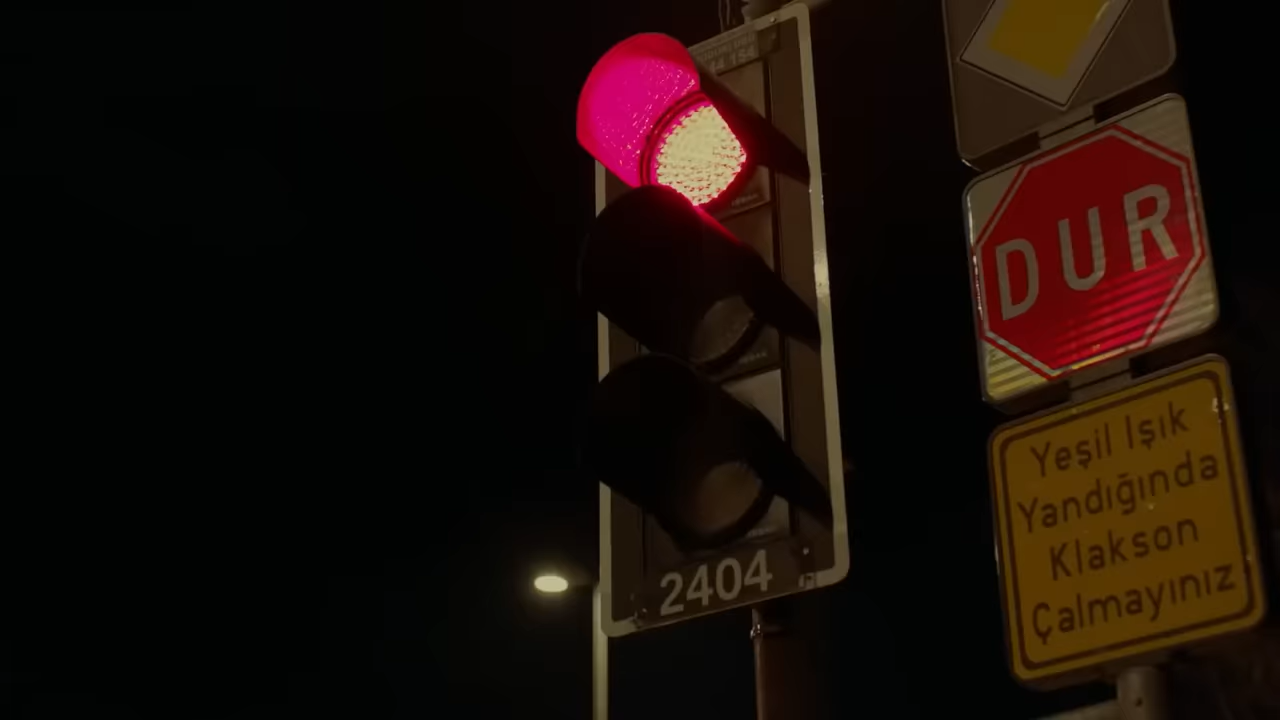 DUR
Yeşil Işık
Yandığında
Klakson
Çalmayınız
2404